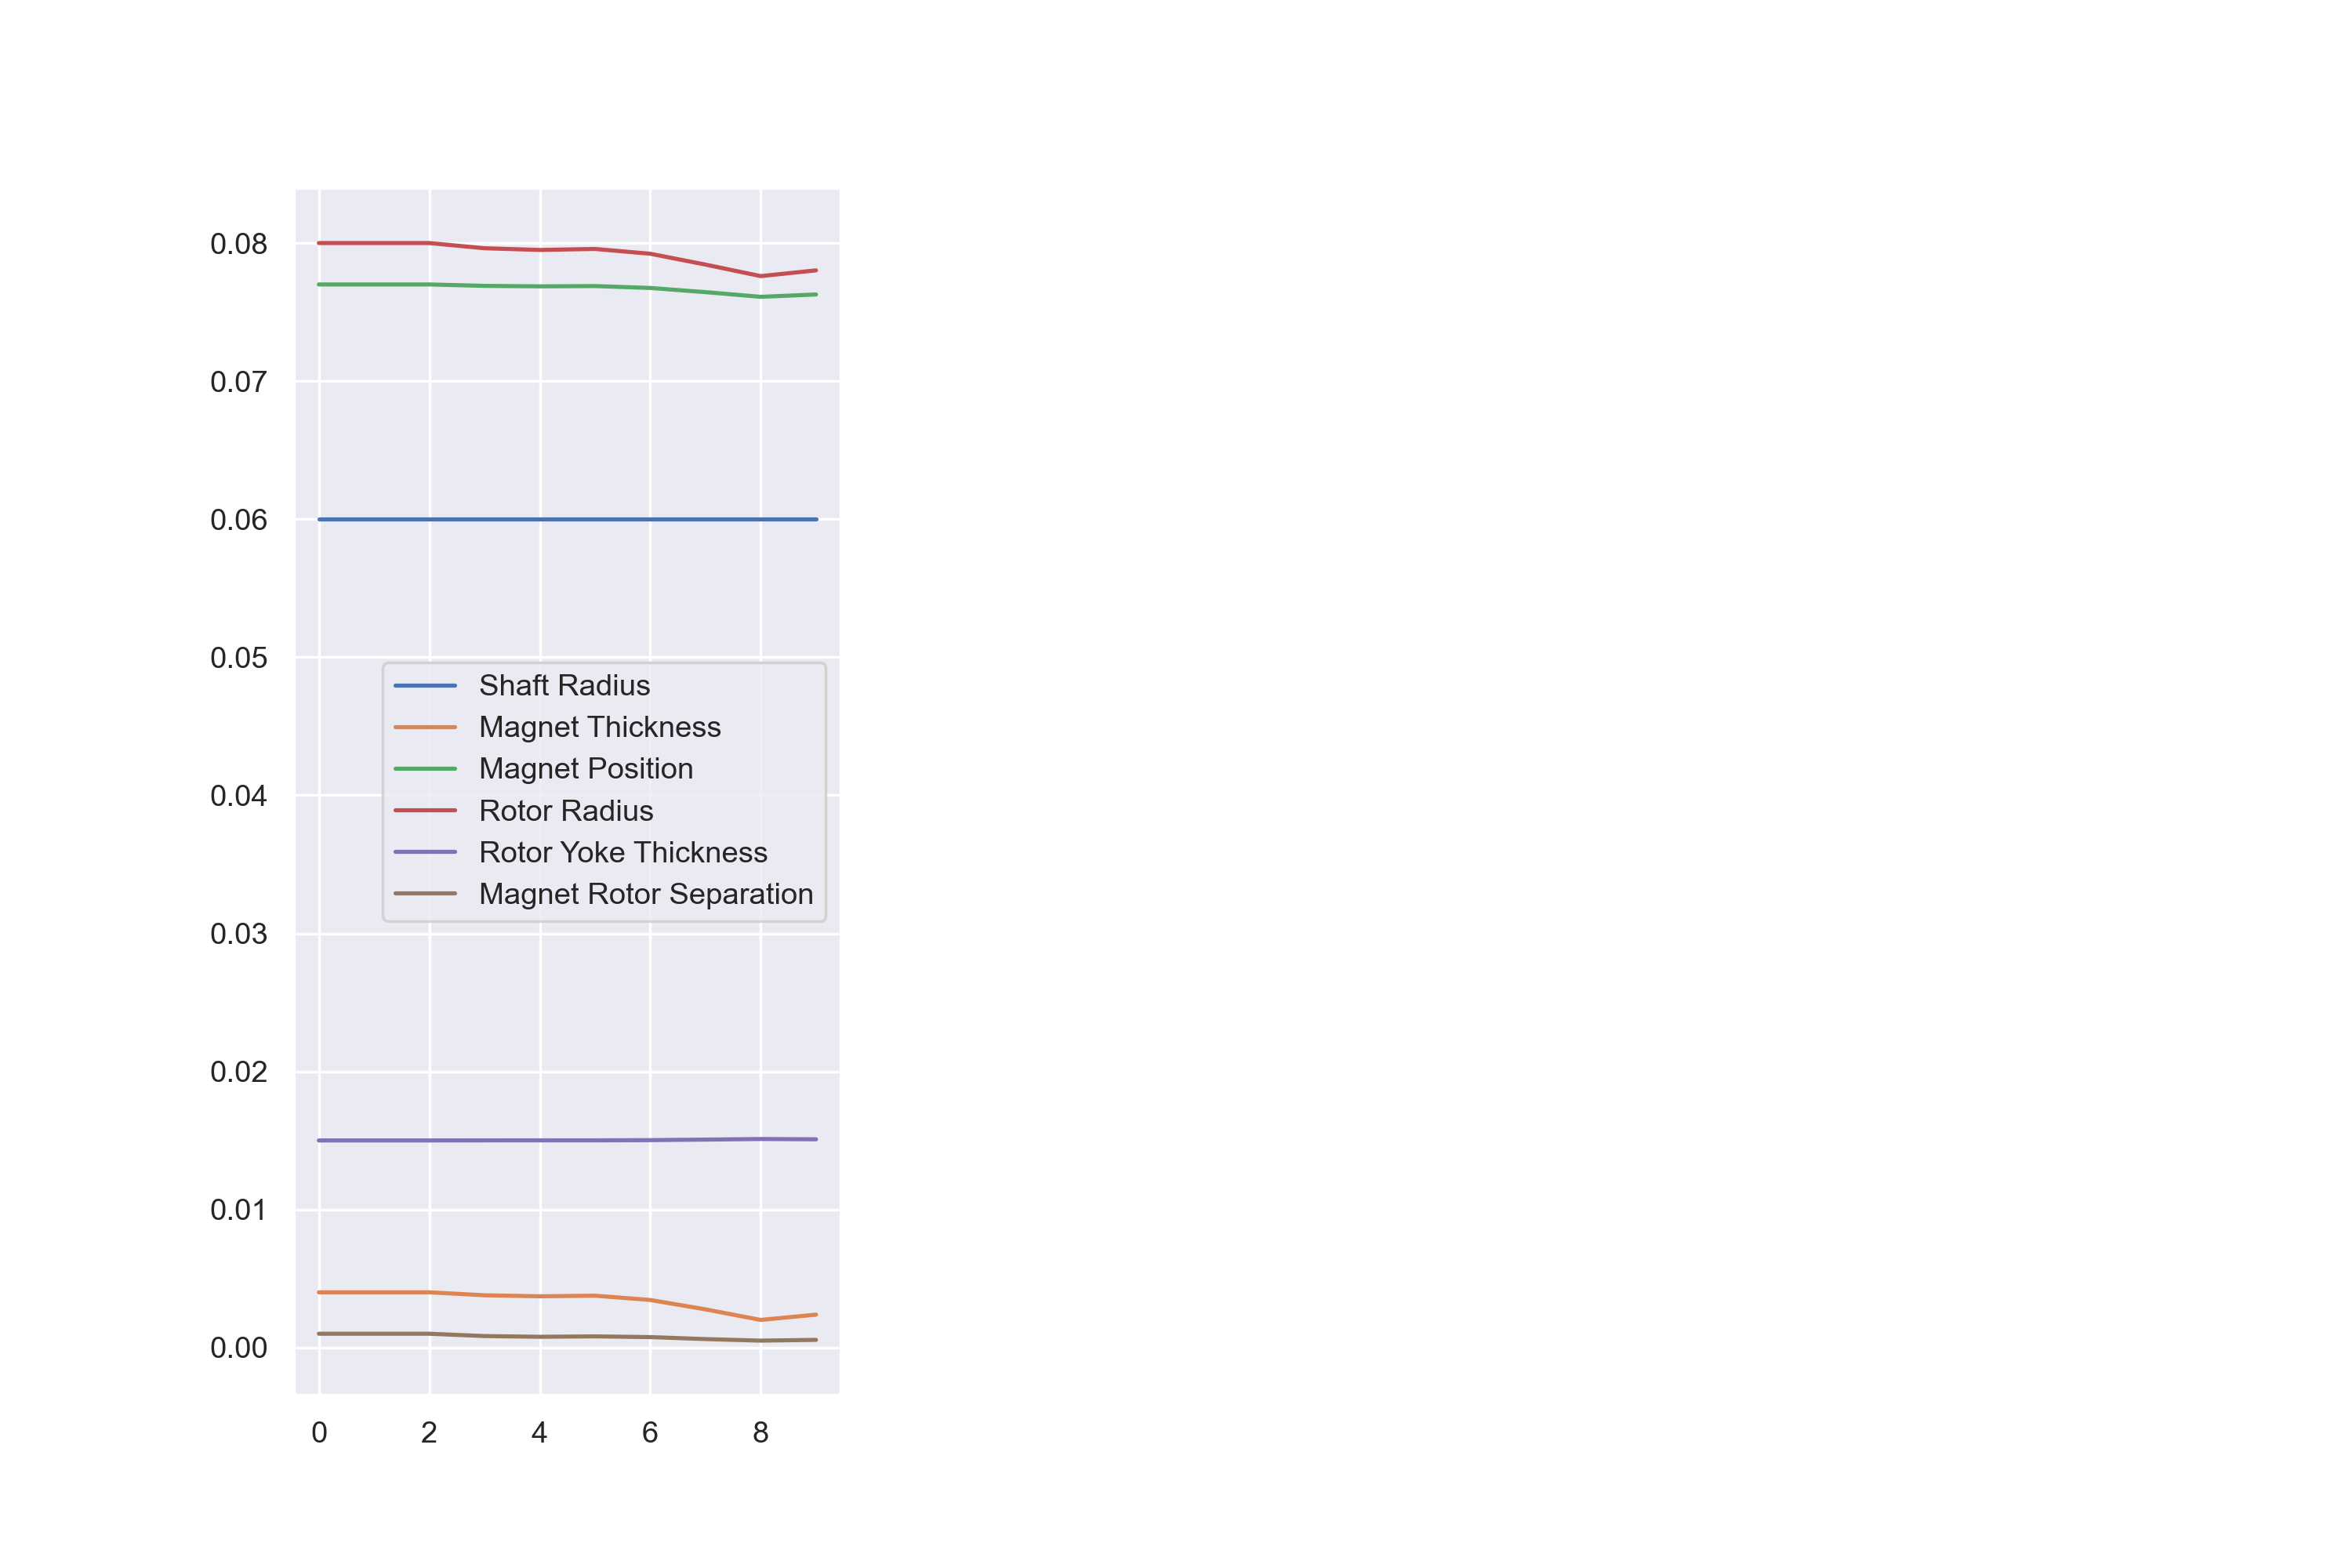 0.08
0.07
0.06
0.05
0.04
0.03
0.02
0.01
0.00
Shaft Radius
Magnet Thickness
Magnet Position
Rotor Radius
Rotor Yoke Thickness
Magnet Rotor Separation
0 2 4 6 8